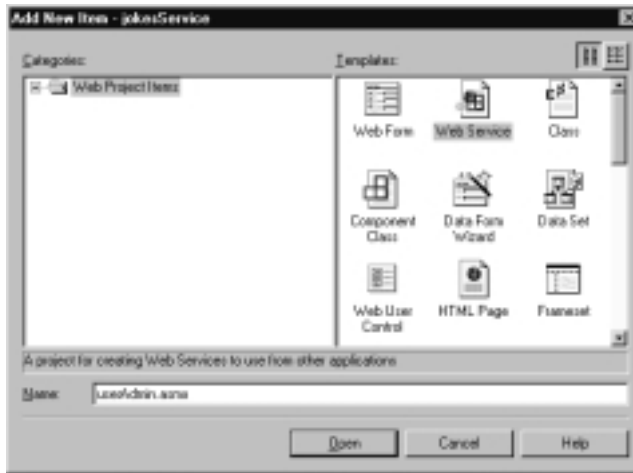 Add New Item - jokesService
Categories:
Templates:
Web Project Items
Web Form
Web Service
Class
Component
Class
Data Form
Wizard
Data Set
Web User
Control
HTML Page
Frameset
A project for creating Web Services to use from other applications
Name:
userAdmin.asmx
Open
Cancel
Help